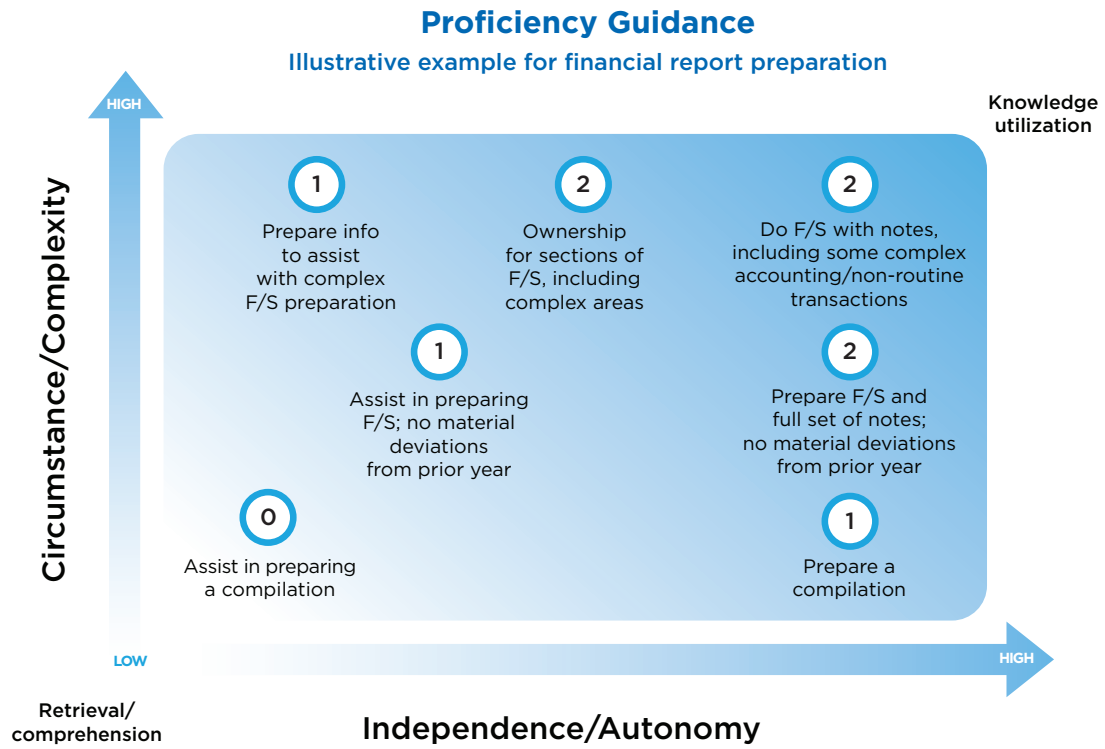 Proficiency Guidance
Illustrative example for financial report preparation
HIGH
Knowledge
utilization
Circumstance/Complexity
1
Prepare info
to assist
with complex
F/S preparation
2
Ownership
for sections of
F/S, including
complex areas
2
Do F/S with notes,
including some complex
accounting/non-routine
transactions
1
Assist in preparing
F/S; no material
deviations
from prior year
2
Prepare F/S and
full set of notes;
no material deviations
from prior year
0
Assist in preparing
a compilation
1
Prepare a
compilation
LOW
HIGH
Retrieval/
comprehension
Independence/Autonomy